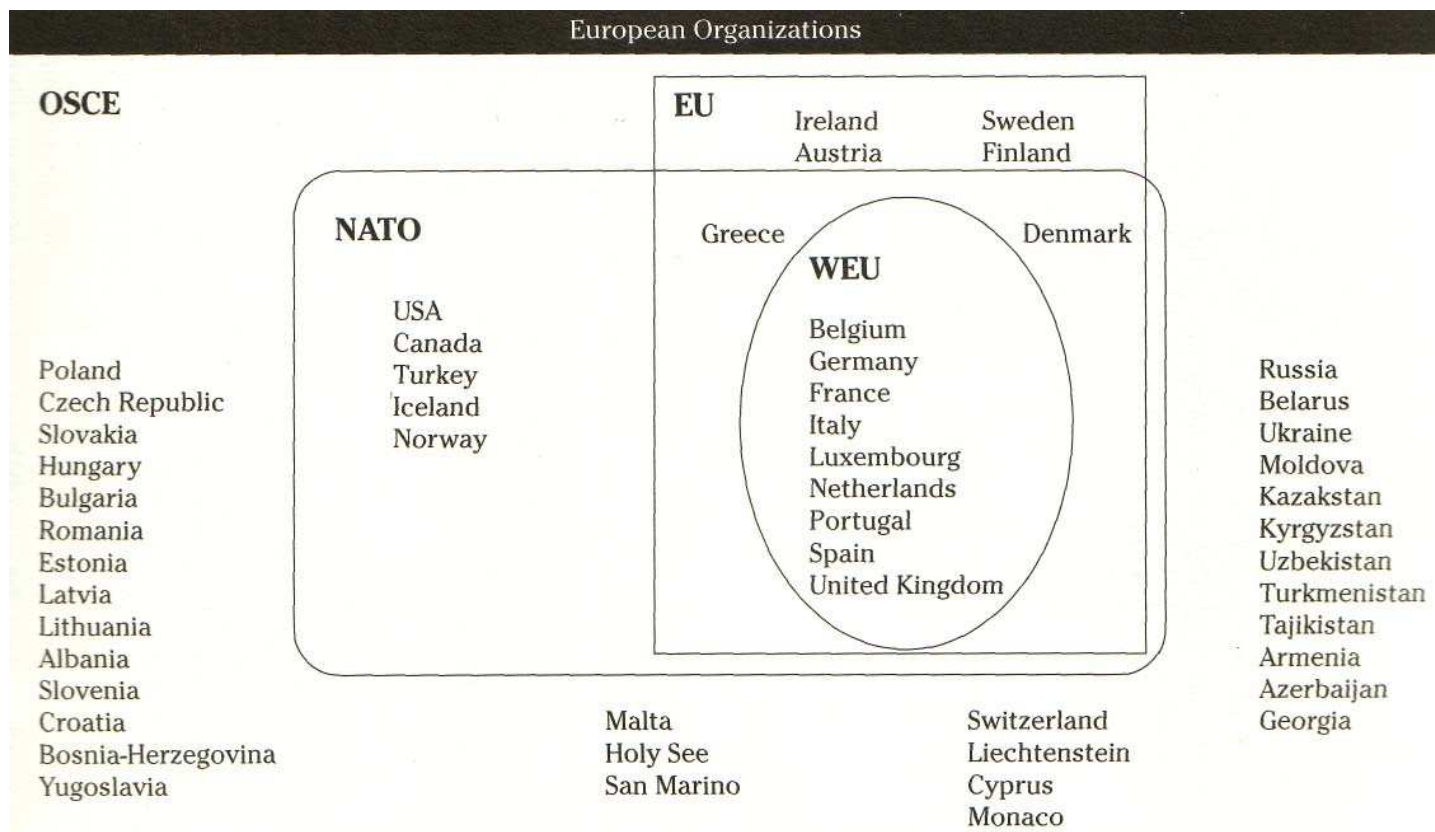 European Organizations
OSCE
EU
Ireland
Austria
Sweden
Finland
NATO
USA
Canada
Turkey
Iceland
Norway
Greece
Denmark
WEU
Belgium
Germany
France
Italy
Luxembourg
Netherlands
Portugal
Spain
United Kingdom
Poland
Czech Republic
Slovakia
Hungary
Bulgaria
Romania
Estonia
Latvia
Lithuania
Albania
Slovenia
Croatia
Bosnia-Herzegovina
Yugoslavia
Malta
Holy See
San Marino
Switzerland
Liechtenstein
Cyprus
Monaco
Russia
Belarus
Ukraine
Moldova
Kazakstan
Kyrgyzstan
Uzbekistan
Turkmenistan
Tajikistan
Armenia
Azerbaijan
Georgia